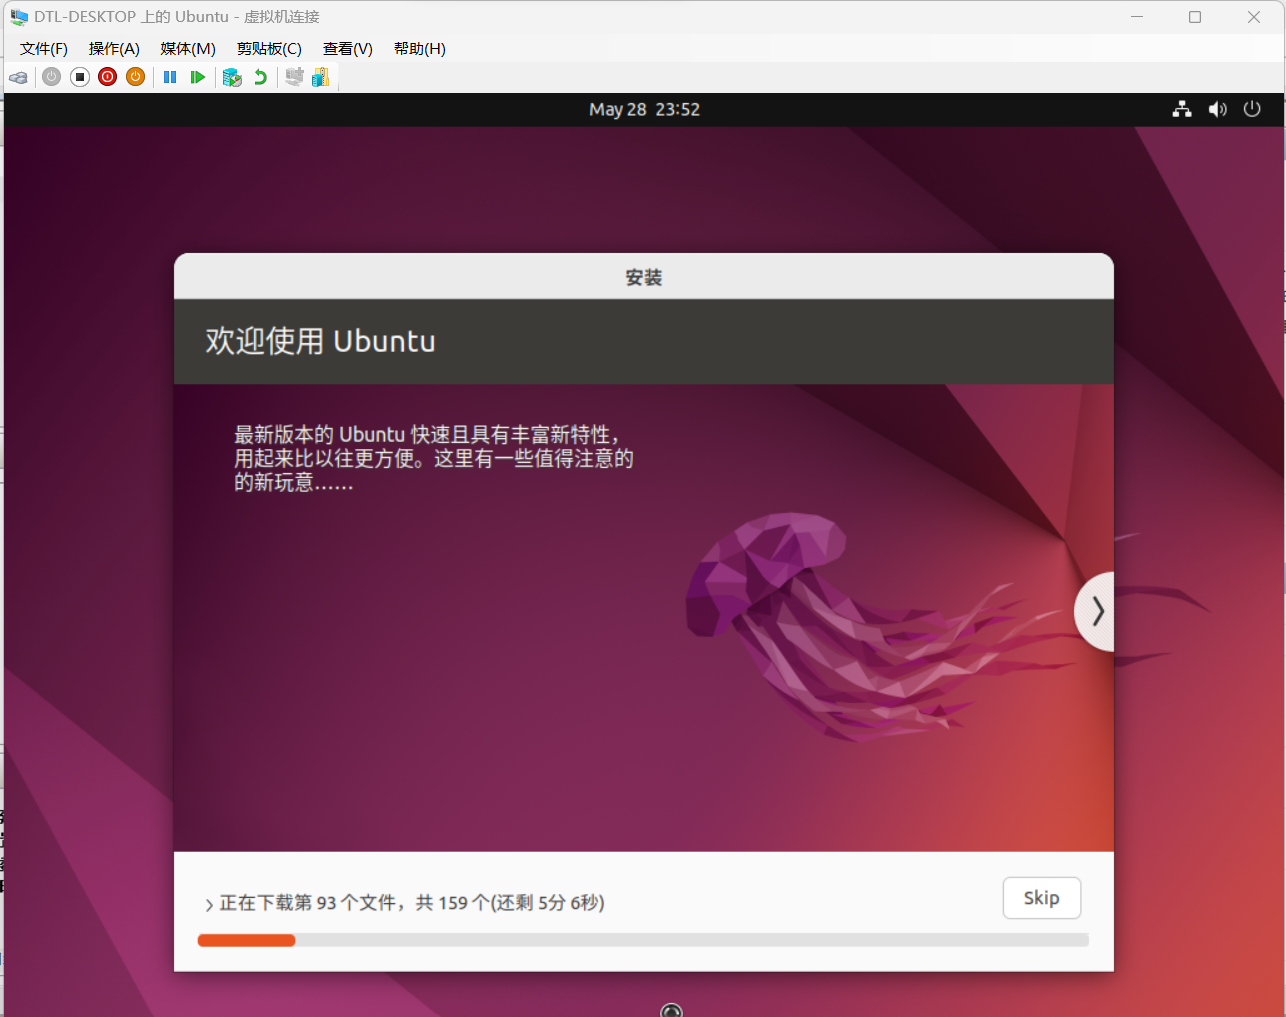 DTL-DESKTOP 上的 Ubuntu - 虚拟机连接
文件(F) 操作(A) 媒体(M) 剪贴板(C) 查看(V) 帮助(H)
May 28 23:52
安装
欢迎使用 Ubuntu
最新版本的 Ubuntu 快速且具有丰富新特性，
用起来比以往更方便。这里有一些值得注意的
的新玩意……
正在下载第 93 个文件，共 159 个(还剩 5分 6秒)
Skip